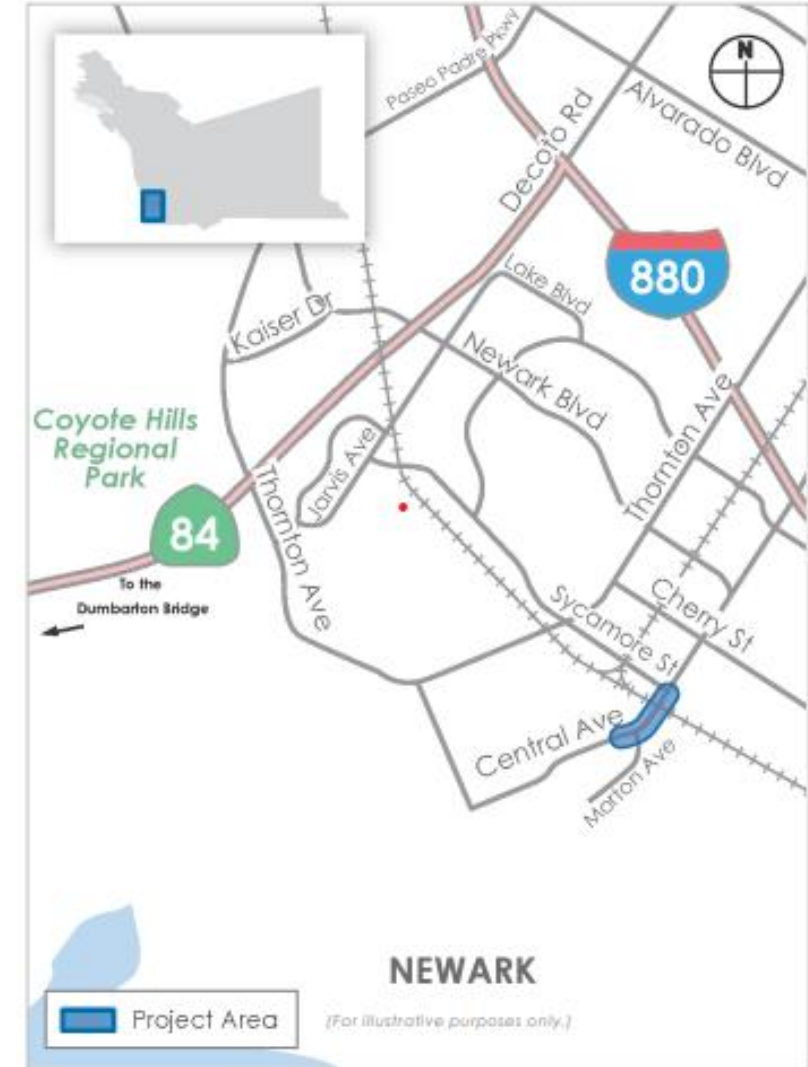 Paseo Padre Pkwy
N
Decoto Rd
Alvarado Blvd
880
Lake Blvd
Kaiser Dr
Newark Blvd
Coyote Hills
Regional
Park
Jarvis Ave
Thornton Ave
84
Thornton Ave
To the
Dumbarton Bridge
Sycamore St
Cherry St
Central Ave
Morton Ave
NEWARK
Project Area
(For illustrative purposes only.)